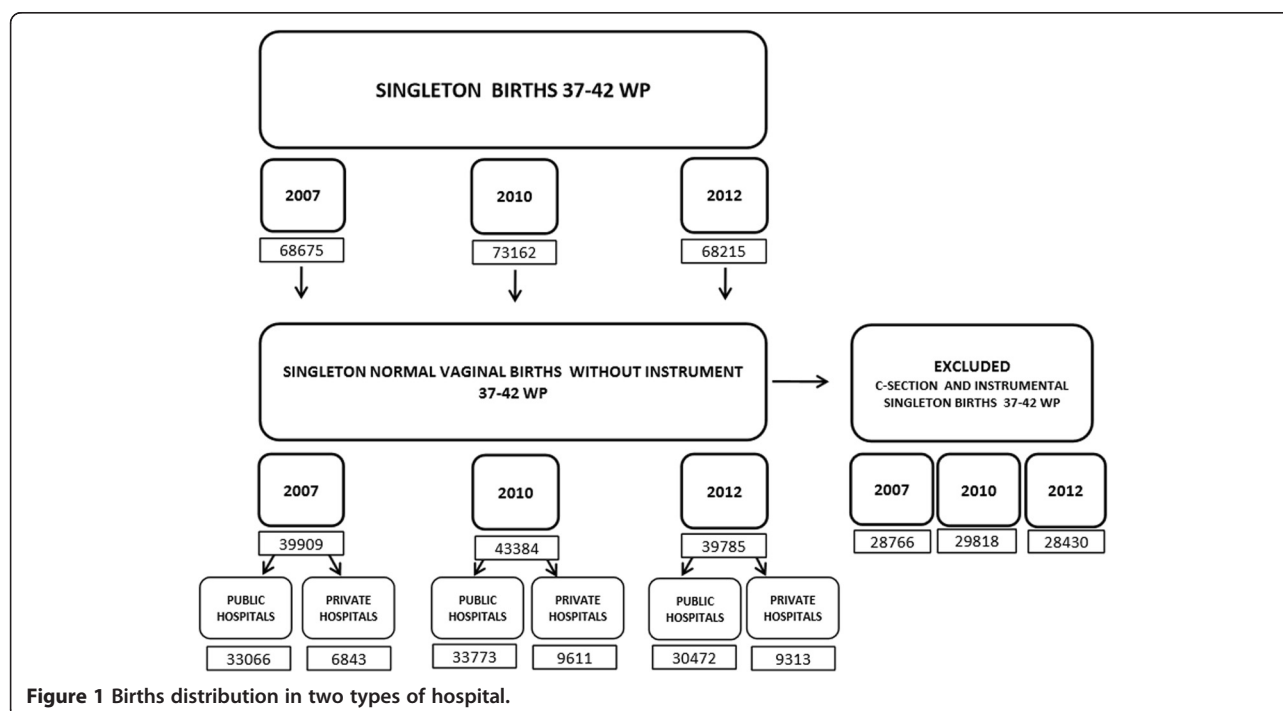 SINGLETON BIRTHS 37-42 WP
2007
2010
2012
68675
73162
68215
SINGLETON NORMAL VAGINAL BIRTHS WITHOUT INSTRUMENT
37-42 WP
EXCLUDED
C-SECTION AND INSTRUMENTAL
SINGLETON BIRTHS 37-42 WP
2007
2010
2012
2007
2010
2012
39909
43384
39785
28766
29818
28430
PUBLIC
HOSPITALS
PRIVATE
HOSPITALS
PUBLIC
HOSPITALS
PRIVATE
HOSPITALS
PUBLIC
HOSPITALS
PRIVATE
HOSPITALS
33066
6843
33773
9611
30472
9313
Figure 1 Births distribution in two types of hospital.